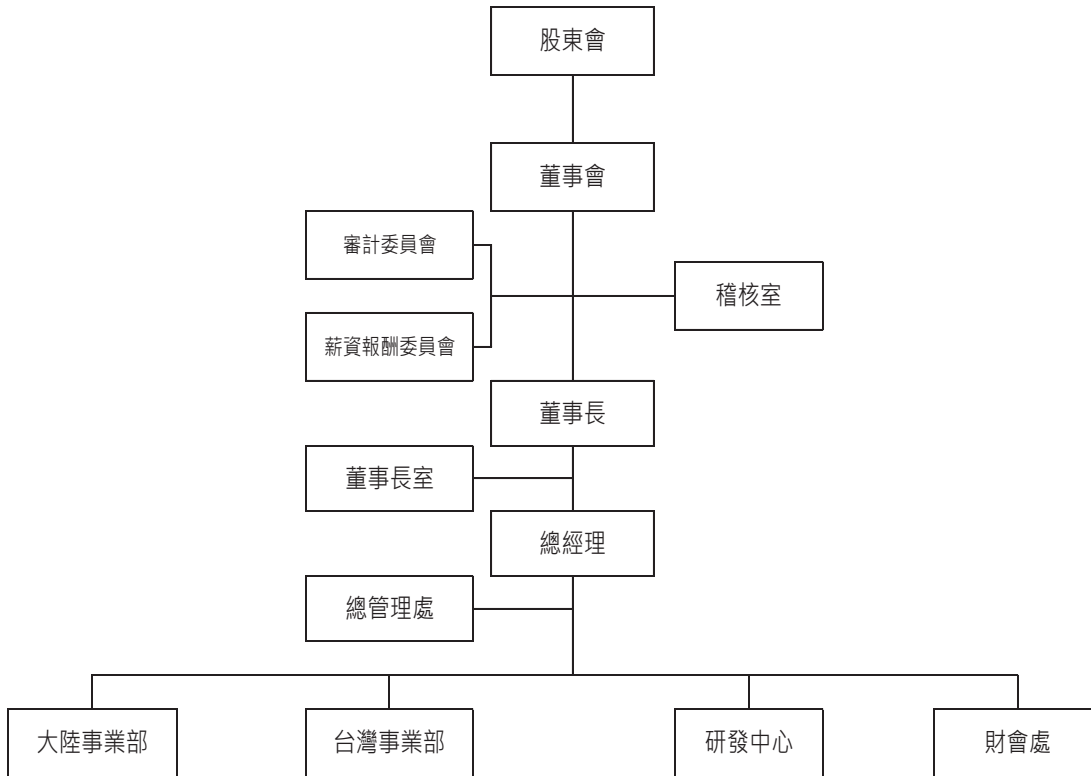 股東會
董事會
審計委員會
稽核室
薪資報酬委員會
董事長
董事長室
總經理
總管理處
大陸事業部
台灣事業部
研發中心
財會處